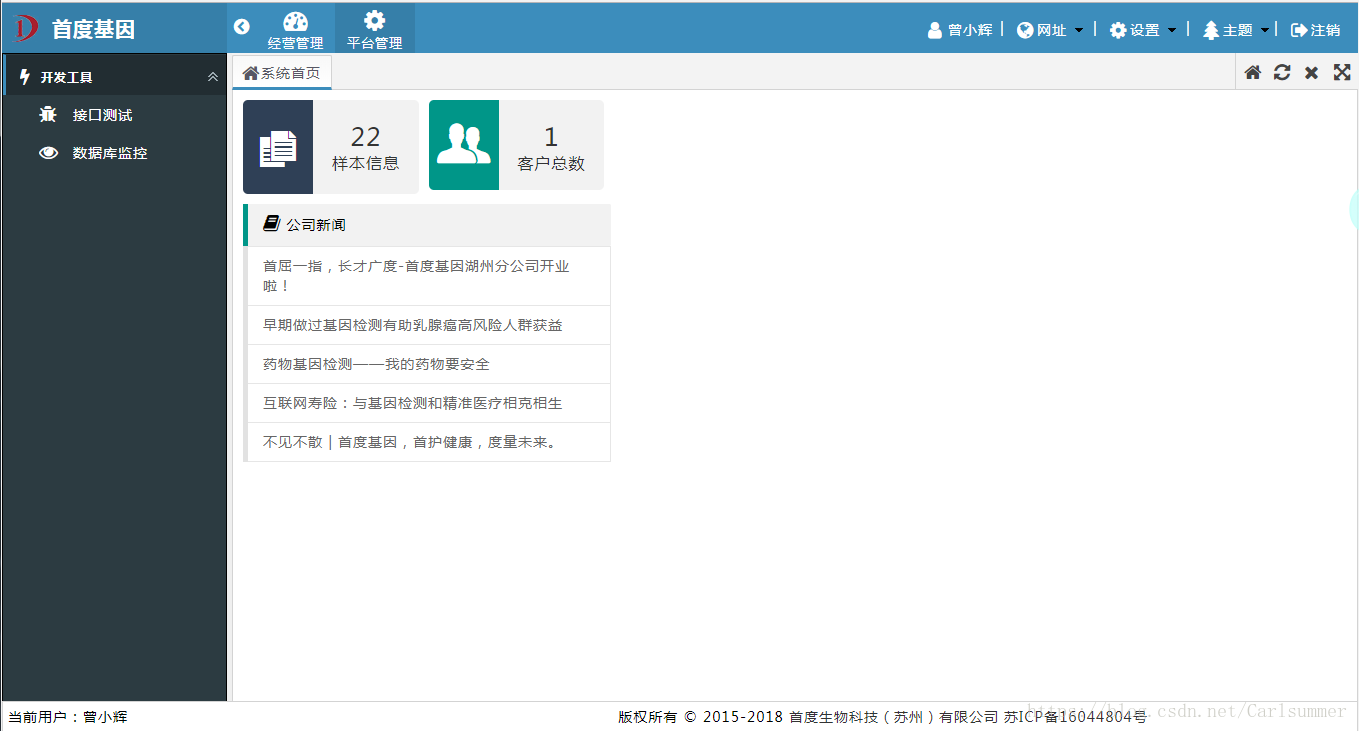 首度基因
经营管理
平台管理
曾小辉
网址
设置
主题
注销
开发工具
接口测试
数据库监控
系统首页
22
样本信息
1
客户总数
公司新闻
首屈一指，长才广度-首度基因湖州分公司开业
啦！
早期做过基因检测有助乳腺癌高风险人群获益
药物基因检测——我的药物要安全
互联网寿险：与基因检测和精准医疗相克相生
不见不散 | 首度基因，首护健康，度量未来。
当前用户：曾小辉
版权所有 © 2015-2018 首度生物科技（苏州）有限公司 苏ICP备16044804号
https://blog.csdn.net/Carlsummer